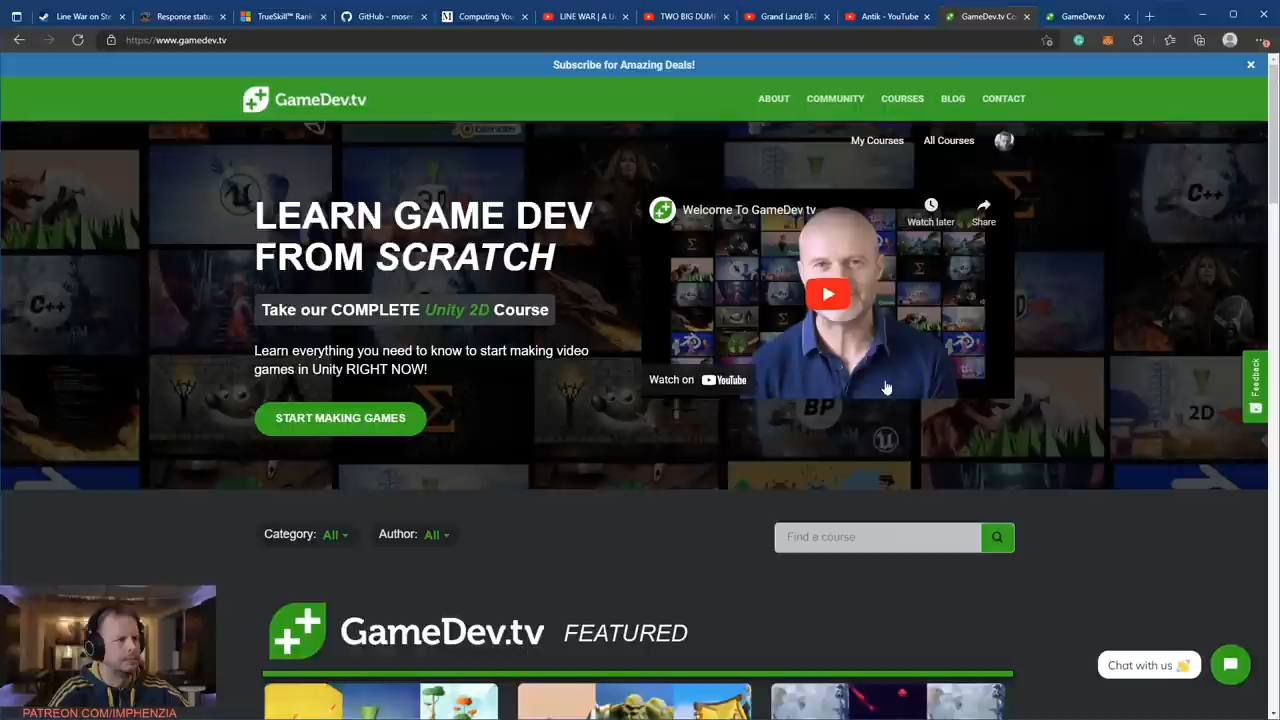 Line War on Ste
Response status
TrueSkill™ Rank
GitHub - moser
Computing You
LINE WAR | A U
TWO BIG DUM
Grand Land BA
Antik - YouTube
GameDev.tv Co
GameDev.tv
https://www.gamedev.tv
Subscribe for Amazing Deals!
GameDev.tv
ABOUT
COMMUNITY
COURSES
BLOG
CONTACT
My Courses
All Courses
LEARN GAME DEV
FROM SCRATCH
Take our COMPLETE Unity 2D Course
Learn everything you need to know to start making video
games in Unity RIGHT NOW!
START MAKING GAMES
Welcome To GameDev tv
Watch later
Share
Watch on YouTube
C++
3D
C++
C++
BP
2D
Feedback
Category: All
Author: All
Find a course
GameDev.tv FEATURED
Chat with us 👋
PATREON.COM/IMPHENZIA